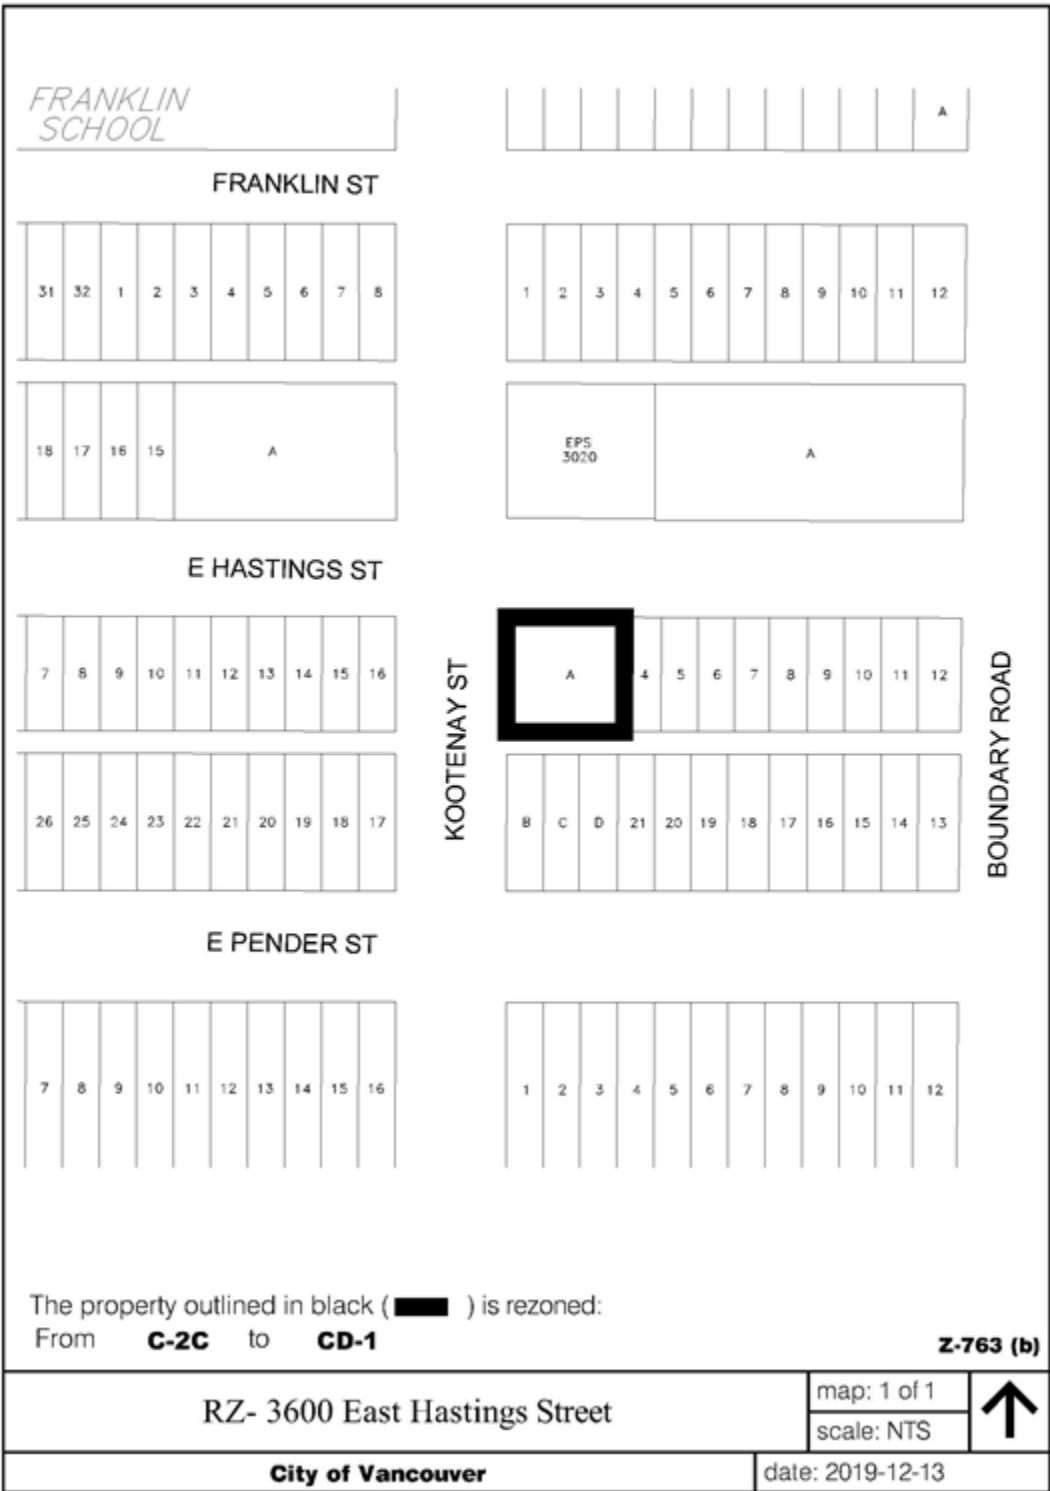 FRANKLIN
SCHOOL
A
FRANKLIN ST
31 32 1 2 3 4 5 6 7 8
1 2 3 4 5 6 7 8 9 10 11 12
18 17 16 15 A
EPS
3020
A
E HASTINGS ST
7 8 9 10 11 12 13 14 15 16
KOOTENAY ST
A 4 5 6 7 8 9 10 11 12
BOUNDARY ROAD
26 25 24 23 22 21 20 19 18 17
B C D 21 20 19 18 17 16 15 14 13
E PENDER ST
7 8 9 10 11 12 13 14 15 16
1 2 3 4 5 6 7 8 9 10 11 12
The property outlined in black ( ) is rezoned:
From C-2C to CD-1
Z-763 (b)
RZ- 3600 East Hastings Street
map: 1 of 1
scale: NTS
City of Vancouver
date: 2019-12-13